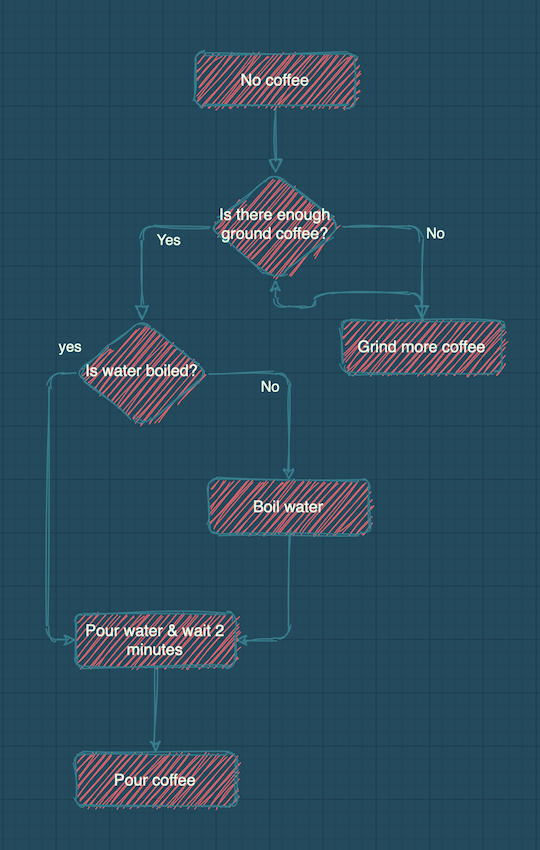 No coffee
Is there enough
ground coffee?
Yes
No
Grind more coffee
yes
Is water boiled?
No
Boil water
Pour water & wait 2
minutes
Pour coffee